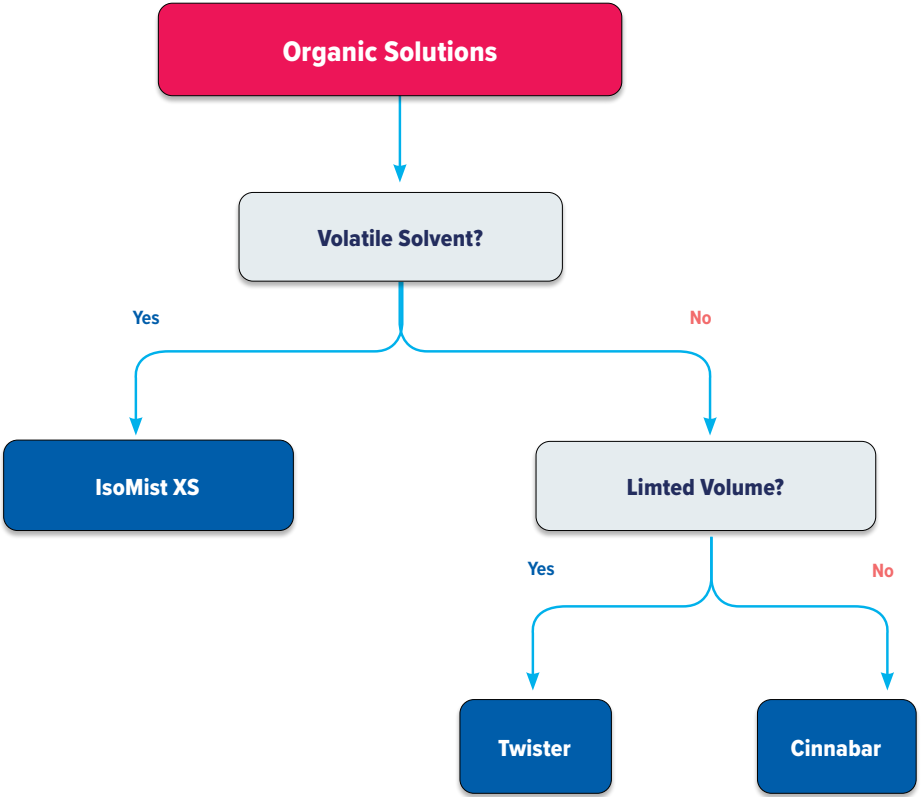 Organic Solutions
Volatile Solvent?
Yes
No
IsoMist XS
Limted Volume?
Yes
No
Twister
Cinnabar